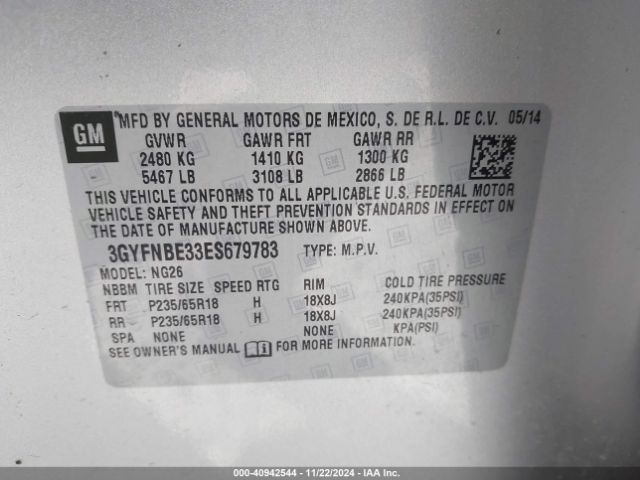 GM
MFD BY GENERAL MOTORS DE MEXICO, S. DE R.L. DE C.V. 05/14
GVWR GAWR FRT GAWR RR
2480 KG 1410 KG 1300 KG
5467 LB 3108 LB 2866 LB
THIS VEHICLE CONFORMS TO ALL APPLICABLE U.S. FEDERAL MOTOR
VEHICLE SAFETY AND THEFT PREVENTION STANDARDS IN EFFECT ON
THE DATE OF MANUFACTURE SHOWN ABOVE.
3GYFNBE33ES679783 TYPE: M.P.V.
MODEL: NG26
NBBM TIRE SIZE SPEED RTG RIM COLD TIRE PRESSURE
FRT P235/65R18 H 18X8J 240KPA(35PSI)
RR P235/65R18 H 18X8J 240KPA(35PSI)
SPA NONE NONE KPA(PSI)
SEE OWNER'S MANUAL FOR MORE INFORMATION.
000-40942544 - 11/22/2024 - IAAI.com